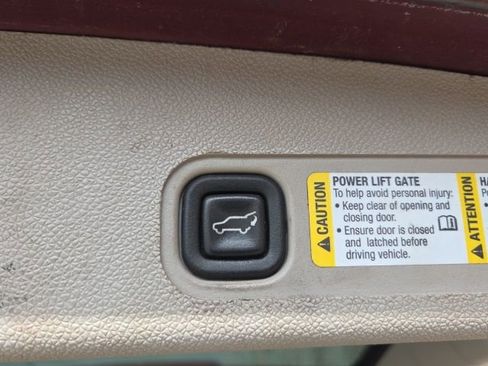 CAUTION
POWER LIFT GATE
To help avoid personal injury:
• Keep clear of opening and
closing door.
• Ensure door is closed
and latched before
driving vehicle.
ATTENTION